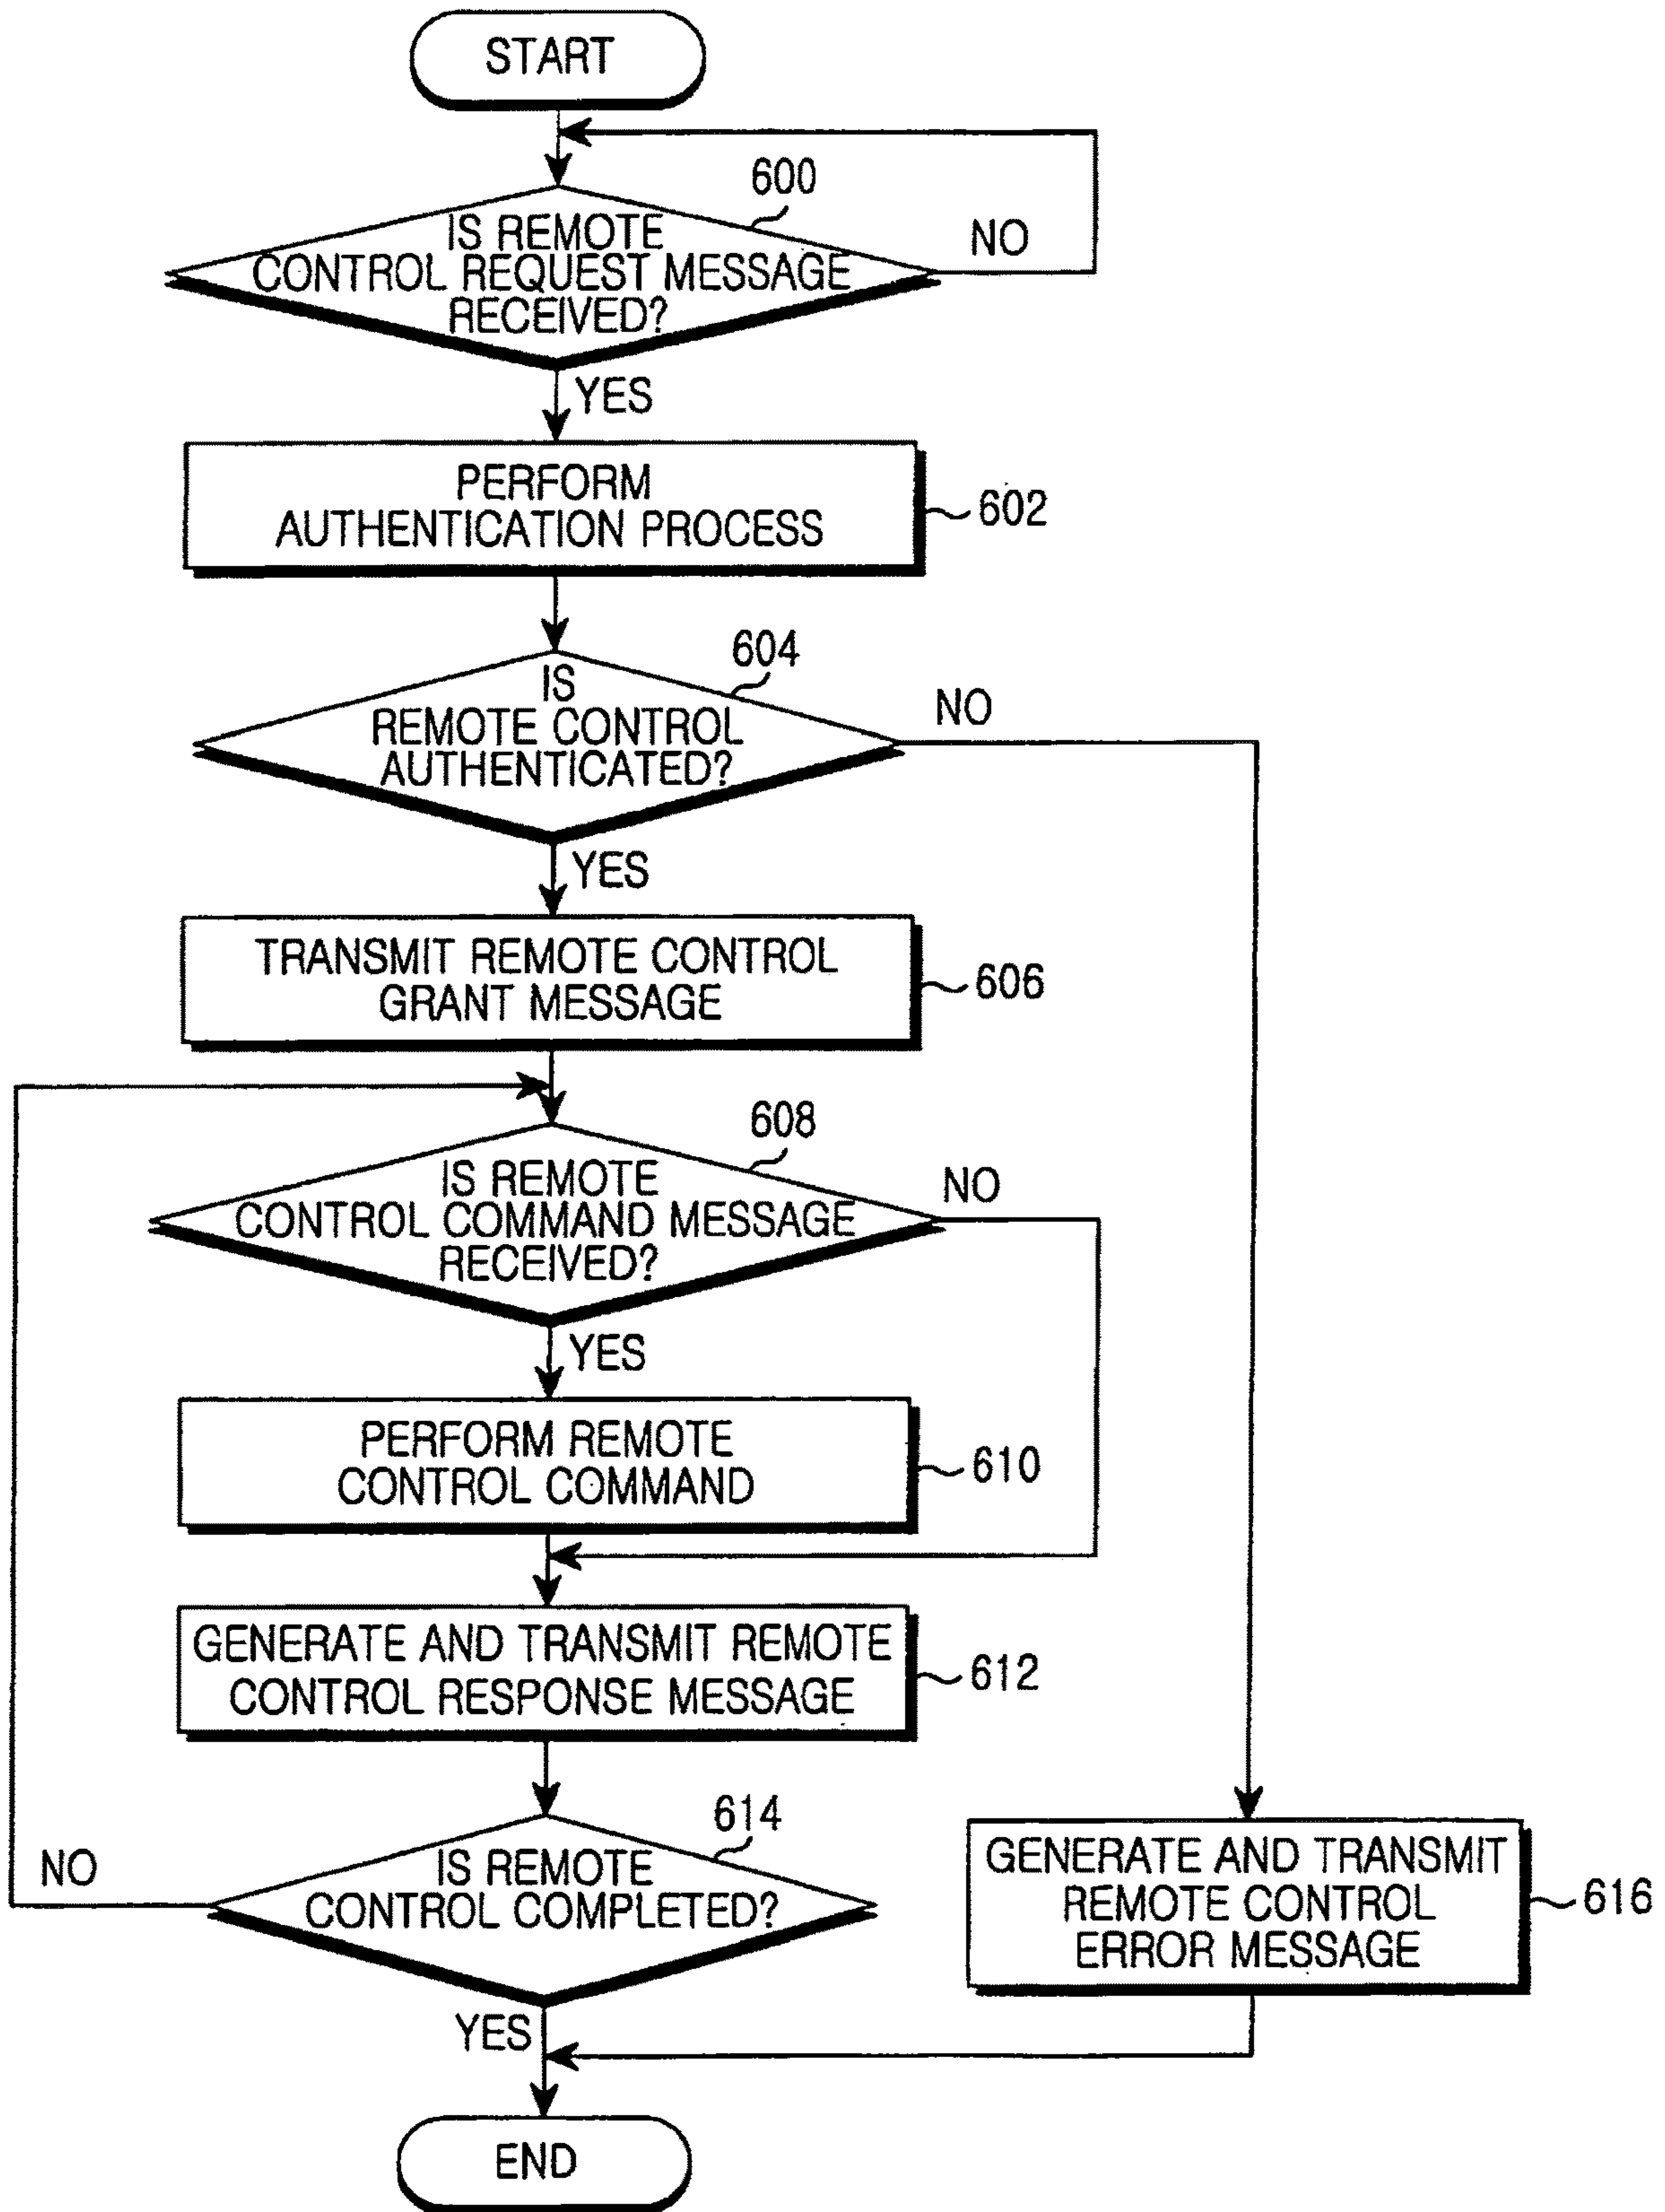 START
600
IS REMOTE
CONTROL REQUEST MESSAGE
RECEIVED?
NO
YES
PERFORM
AUTHENTICATION PROCESS
602
604
IS
REMOTE CONTROL
AUTHENTICATED?
NO
YES
TRANSMIT REMOTE CONTROL
GRANT MESSAGE
606
608
IS REMOTE
CONTROL COMMAND MESSAGE
RECEIVED?
NO
YES
PERFORM REMOTE
CONTROL COMMAND
610
GENERATE AND TRANSMIT REMOTE
CONTROL RESPONSE MESSAGE
612
614
IS REMOTE
CONTROL COMPLETED?
NO
YES
GENERATE AND TRANSMIT
REMOTE CONTROL
ERROR MESSAGE
616
END